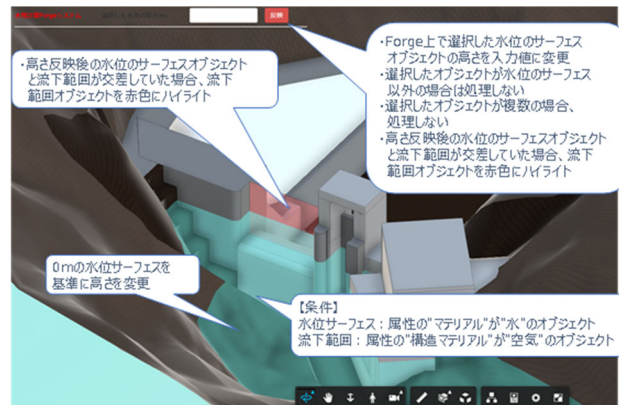 反映
・Forge上で選択した水位のサーフェス
オブジェクトの高さを入力値に変更
・選択したオブジェクトが水位のサーフェス
以外の場合は処理しない
・選択したオブジェクトが複数の場合、
処理しない
・高さ反映後の水位のサーフェスオブジェクト
と流下範囲が交差していた場合、流下
範囲オブジェクトを赤色にハイライト
・高さ反映後の水位のサーフェスオブジェクト
と流下範囲が交差していた場合、流下
範囲オブジェクトを赤色にハイライト
0mの水位サーフェスを
基準に高さを変更
【条件】
水位サーフェス：属性の"マテリアル"が"水"のオブジェクト
流下範囲：属性の"構造マテリアル"が"空気"のオブジェクト